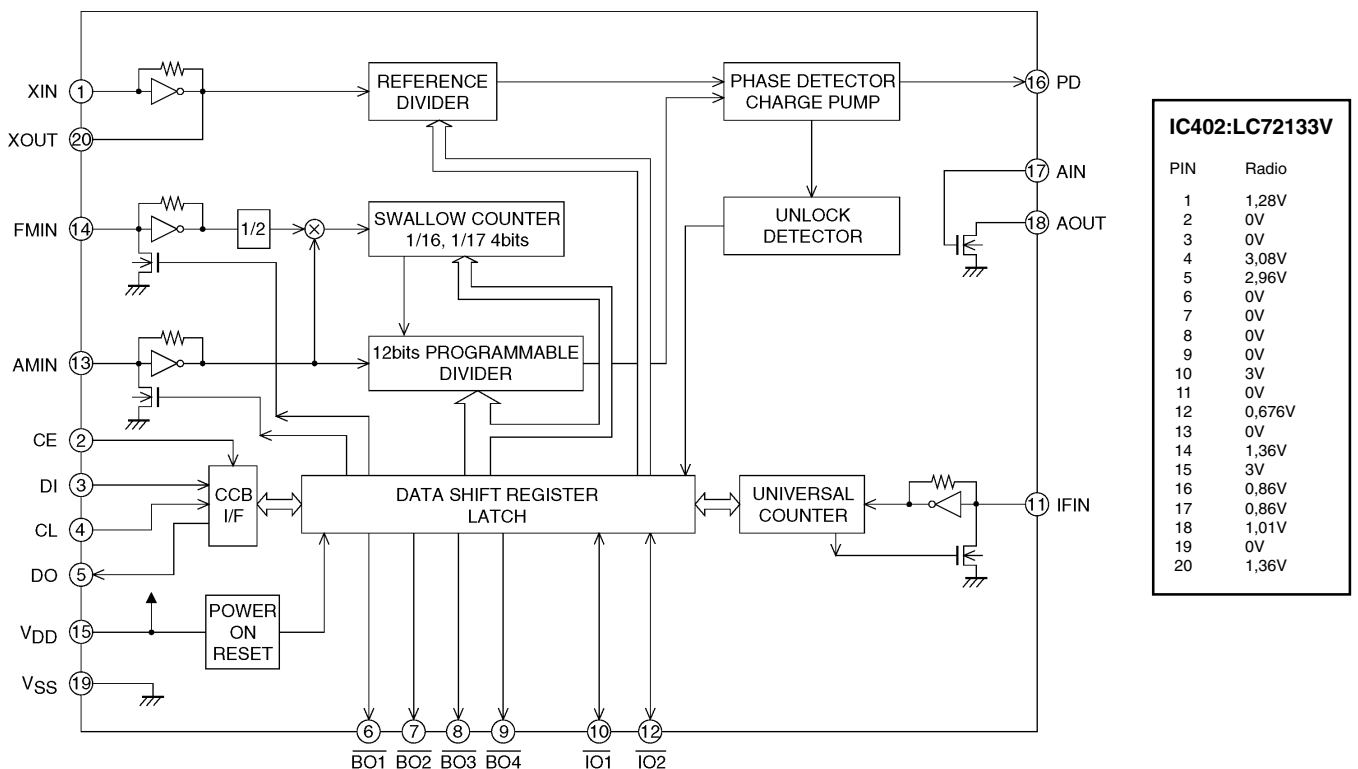 XIN 1
XOUT 20
REFERENCE
DIVIDER
PHASE DETECTOR
CHARGE PUMP
16 PD
17 AIN
18 AOUT
FMIN 14
1/2
SWALLOW COUNTER
1/16, 1/17 4bits
UNLOCK
DETECTOR
AMIN 13
12bits PROGRAMMABLE
DIVIDER
CE 2
DI 3
CL 4
DO 5
CCB
I/F
DATA SHIFT REGISTER
LATCH
UNIVERSAL
COUNTER
11 IFIN
VDD 15
POWER
ON
RESET
VSS 19
6 7 8 9 10 12
BO1 BO2 BO3 BO4 IO1 IO2
IC402:LC72133V
PIN Radio
1 1,28V
2 0V
3 0V
4 3,08V
5 2,96V
6 0V
7 0V
8 0V
9 0V
10 3V
11 0V
12 0,676V
13 0V
14 1,36V
15 3V
16 0,86V
17 0,86V
18 1,01V
19 0V
20 1,36V